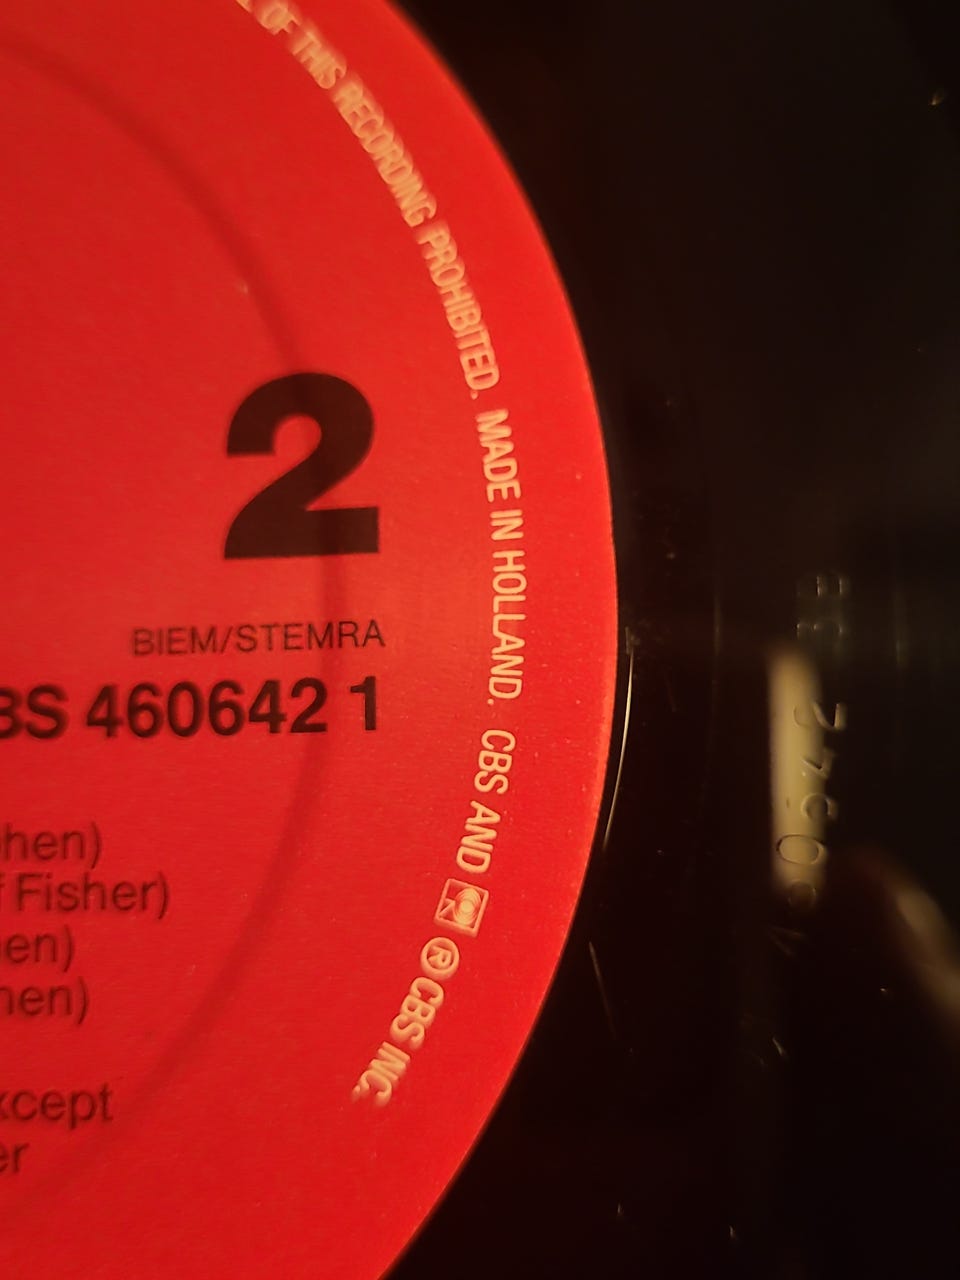 OF THIS RECORDING PROHIBITED. MADE IN HOLLAND. CBS AND ® CBS INC.
2
BIEM/STEMRA
BS 460642 1
hen)
Fisher)
en)
hen)
xcept
er